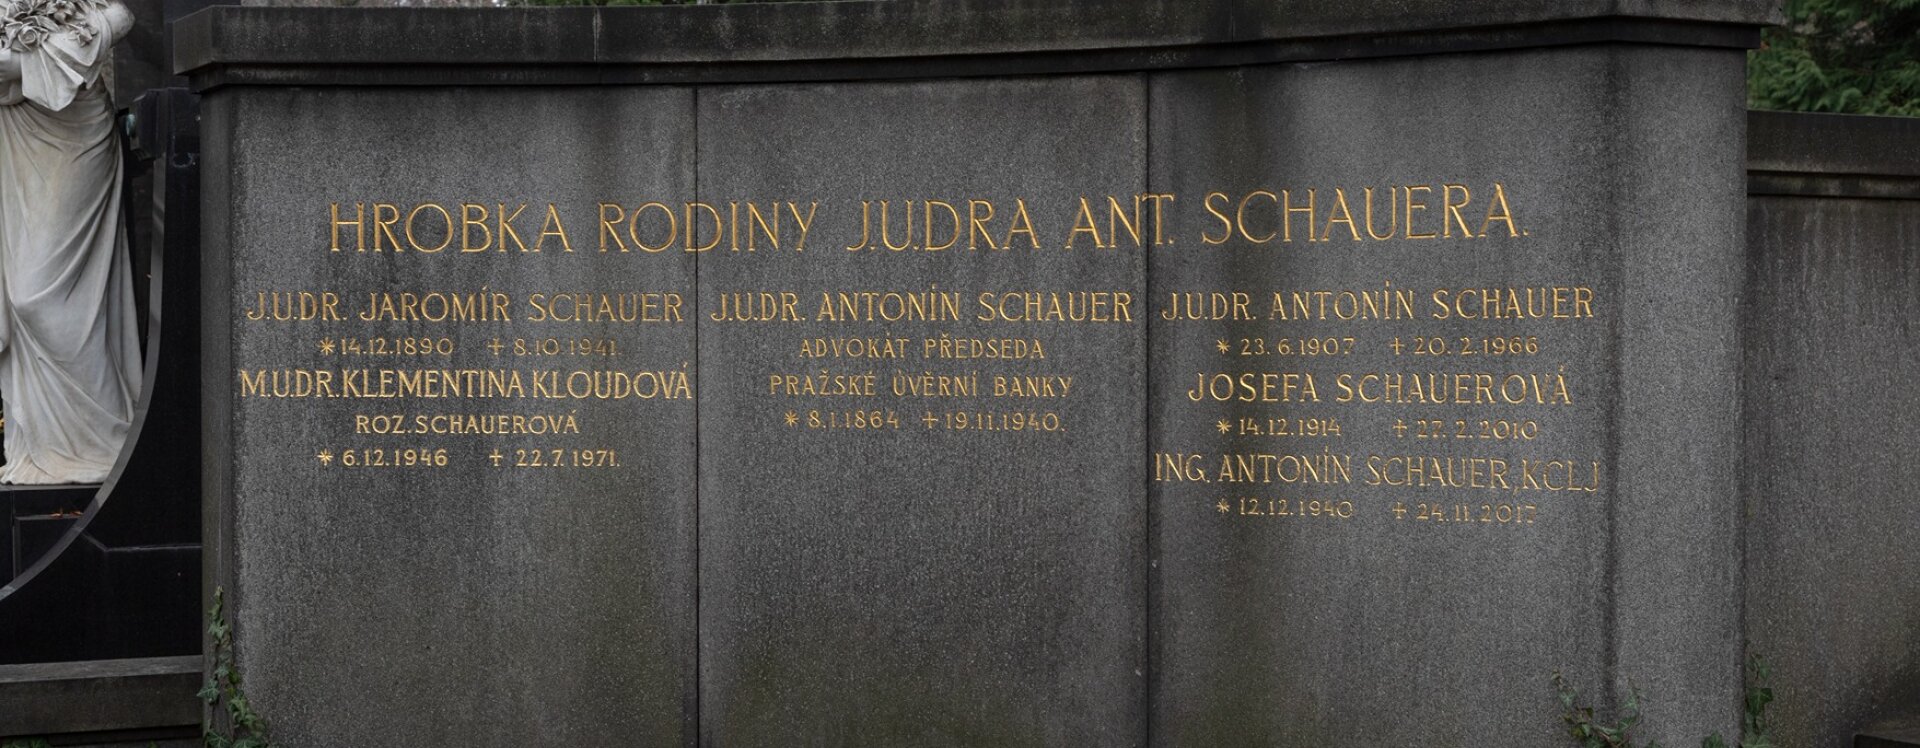 HROBKA RODINY J.U.DRA ANT. SCHAUERA.
J.U.DR. JAROMÍR SCHAUER
*14.12.1890 +8.10.1941.
M.U.DR.KLEMENTINA KLOUDOVÁ
ROZ.SCHAUEROVÁ
*6.12.1946 +22.7.1971.
J.U.DR. ANTONÍN SCHAUER
ADVOKÁT PŘEDSEDA
PRAŽSKÉ ÚVĚRNÍ BANKY
*8.1.1864 +19.11.1940.
J.U.DR. ANTONÍN SCHAUER
*23.6.1907 +20.2.1966
JOSEFA SCHAUEROVÁ
*14.12.1914 +27.2.2010
ING. ANTONÍN SCHAUER, KCLJ
*12.12.1940 +24.11.2017